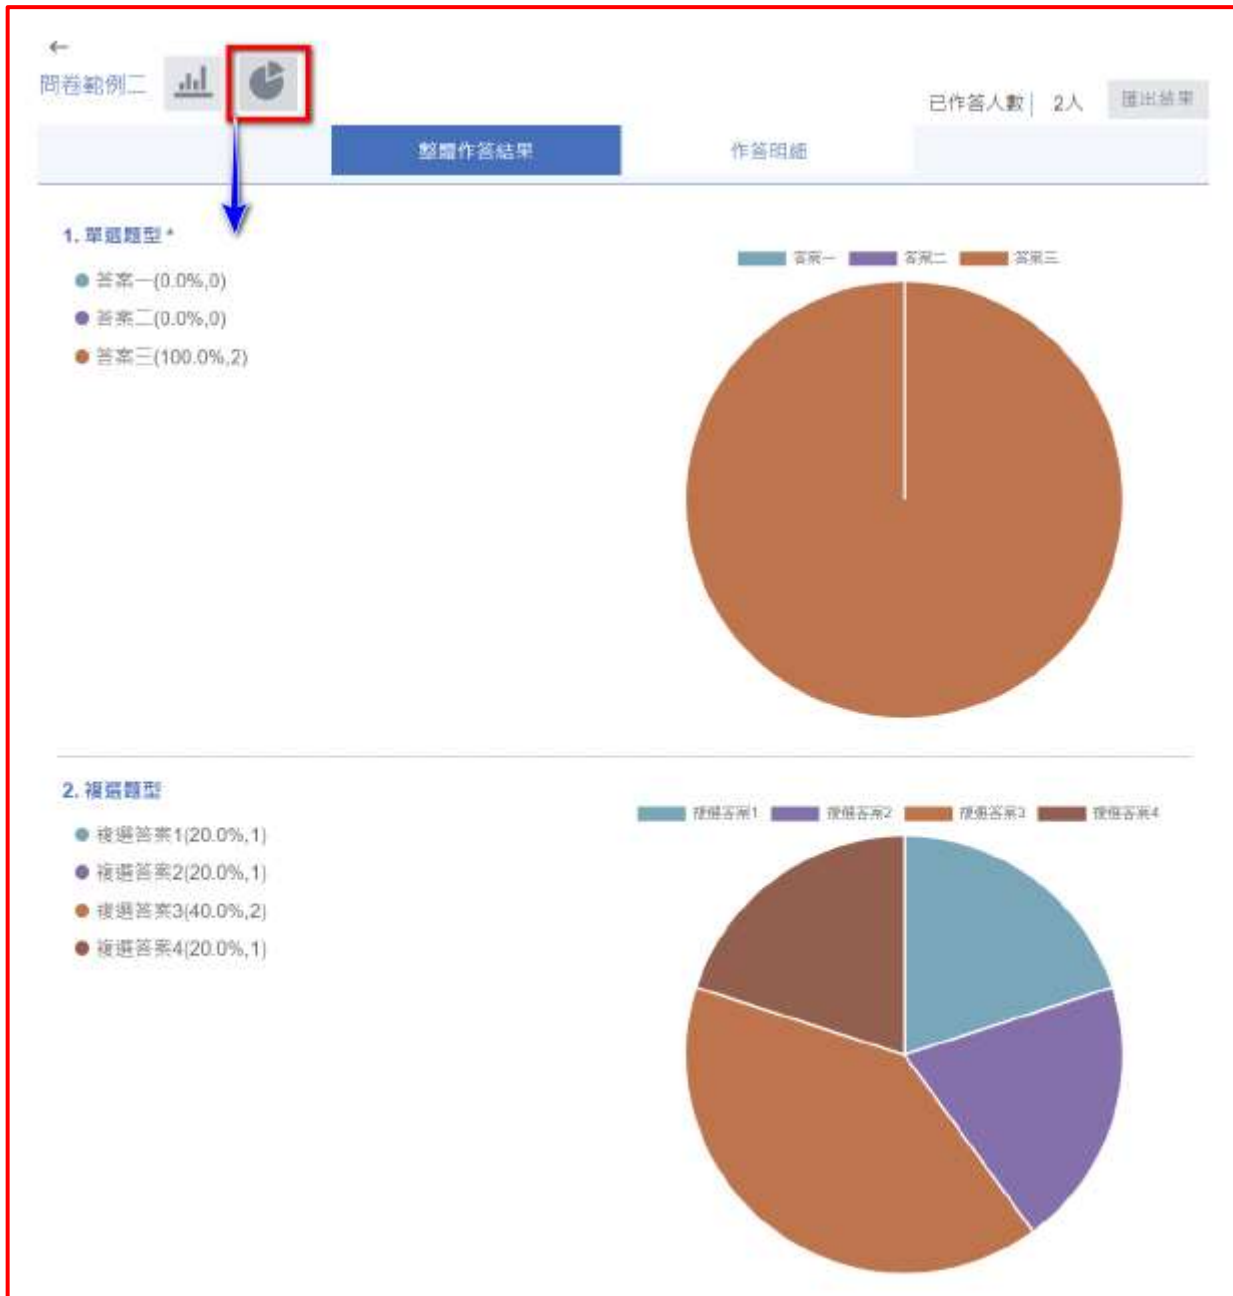 ←
問卷範例二
已作答人數| 2人 匯出結果
整體作答結果 作答明細
1. 單選題型 *
答案一(0.0%,0)
答案二(0.0%,0)
答案三(100.0%,2)
答案一 答案二 答案三
2. 複選題型
複選答案1(20.0%,1)
複選答案2(20.0%,1)
複選答案3(40.0%,2)
複選答案4(20.0%,1)
複選答案1 複選答案2 複選答案3 複選答案4